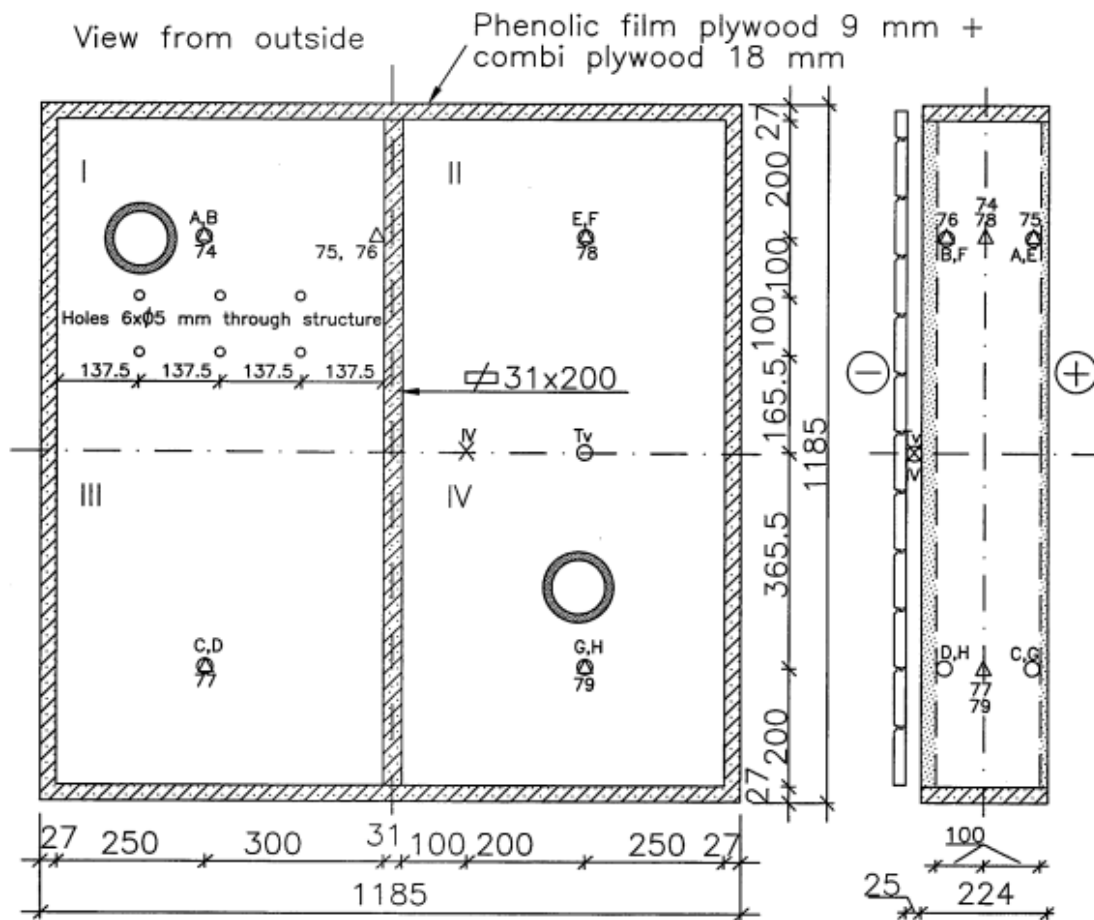 View from outside
Phenolic film plywood 9 mm +
combi plywood 18 mm
I
II
A,B
74
75, 76
E,F
78
Holes 6xϕ5 mm through structure
137.5 137.5 137.5 137.5
31x200
IV
Tv
III
IV
C,D
77
G,H
79
27
200
100
100
165.5
365.5
200
27
1185
27 250 300 31 100 200 250 27
1185
76
B,F
74
78
75
A,E
−
+
Tv
IV
D,H
C,G
77
79
100
25
224